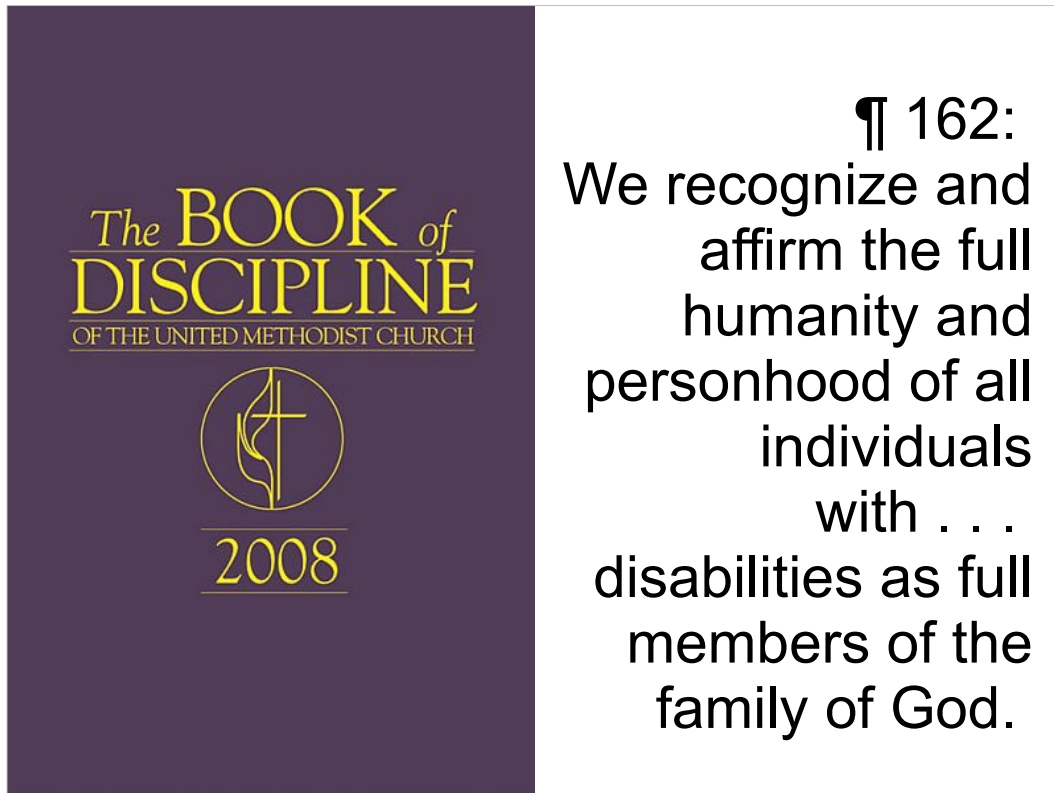 The BOOK of
DISCIPLINE
OF THE UNITED METHODIST CHURCH
2008
¶ 162:
We recognize and
affirm the full
humanity and
personhood of all
individuals
with . . .
disabilities as full
members of the
family of God.